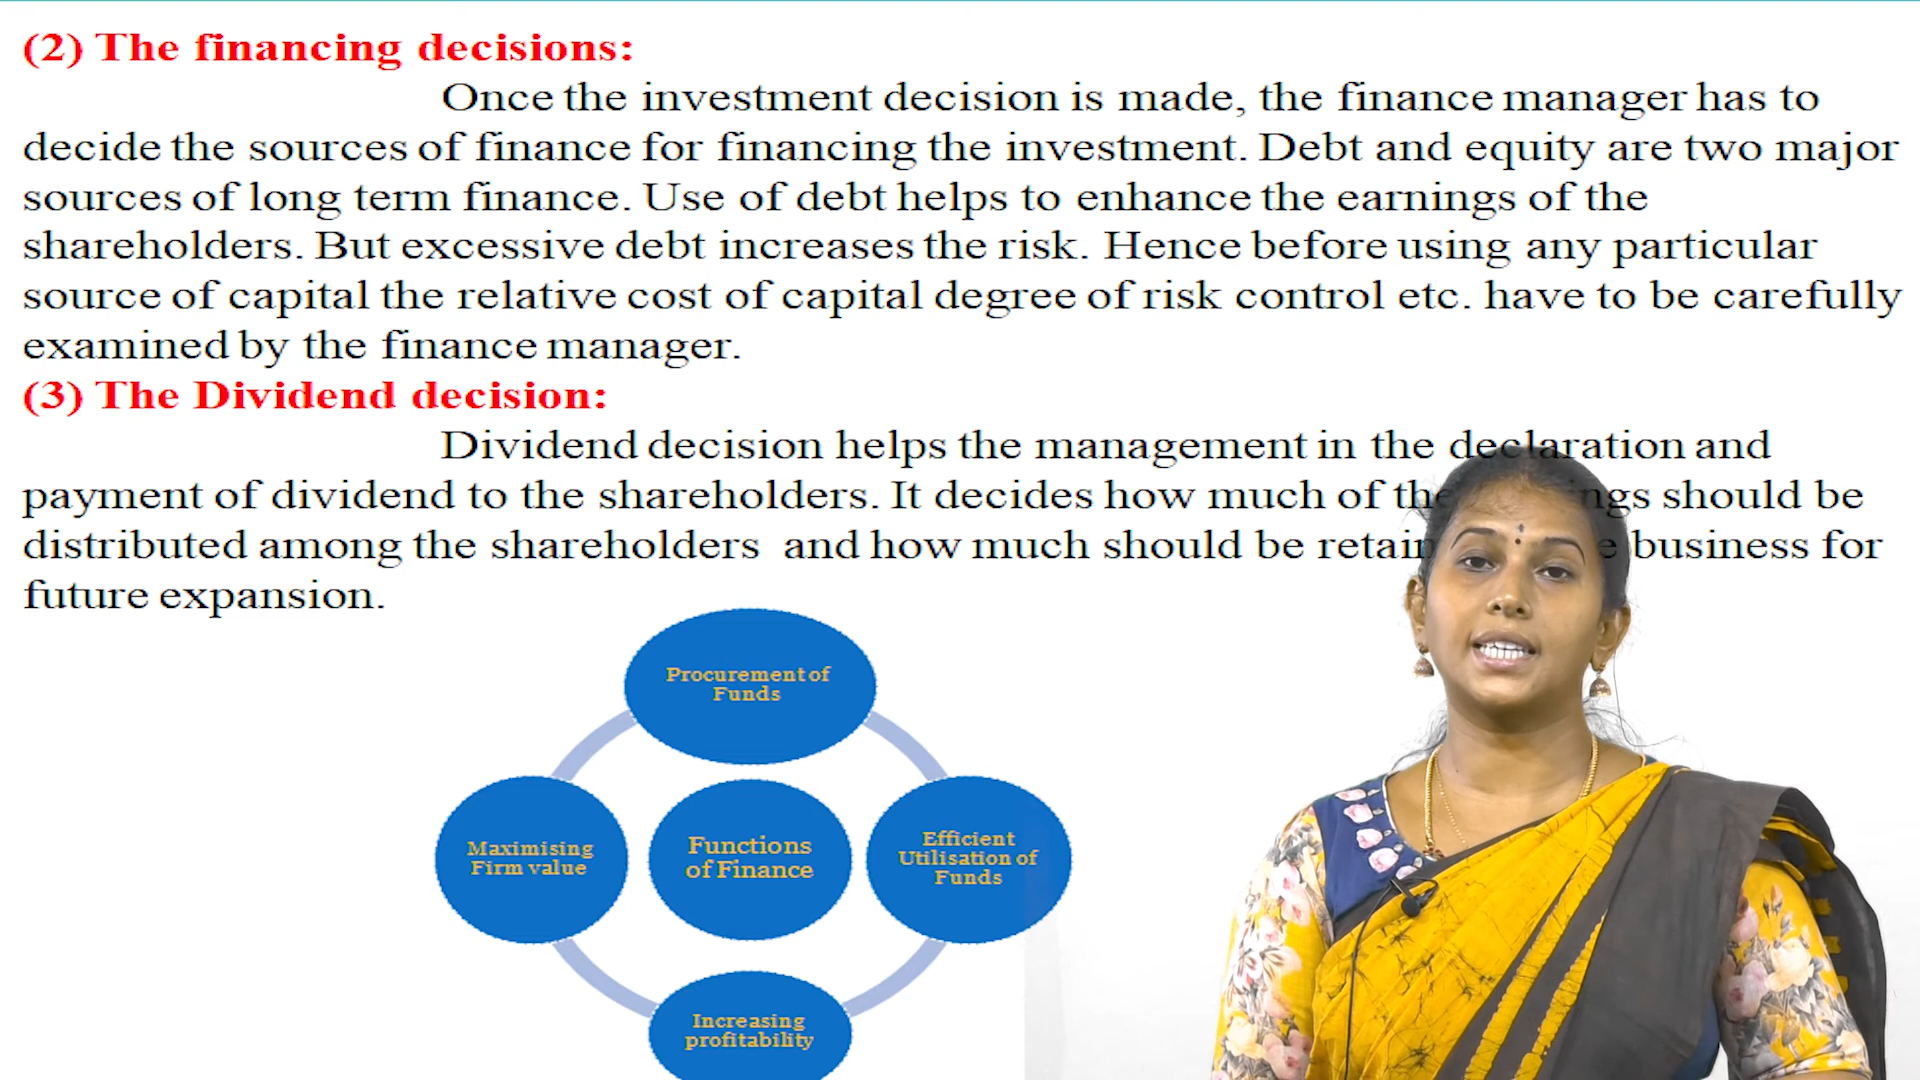 (2) The financing decisions:
Once the investment decision is made, the finance manager has to
decide the sources of finance for financing the investment. Debt and equity are two major
sources of long term finance. Use of debt helps to enhance the earnings of the
shareholders. But excessive debt increases the risk. Hence before using any particular
source of capital the relative cost of capital degree of risk control etc. have to be carefully
examined by the finance manager.
(3) The Dividend decision:
Dividend decision helps the management in the declaration and
payment of dividend to the shareholders. It decides how much of should be
distributed among the shareholders and how much should be business for
future expansion.
Procurement of
Funds
Maximising
Firm value
Functions
of Finance
Efficient
Utilisation of
Funds
Increasing
profitability